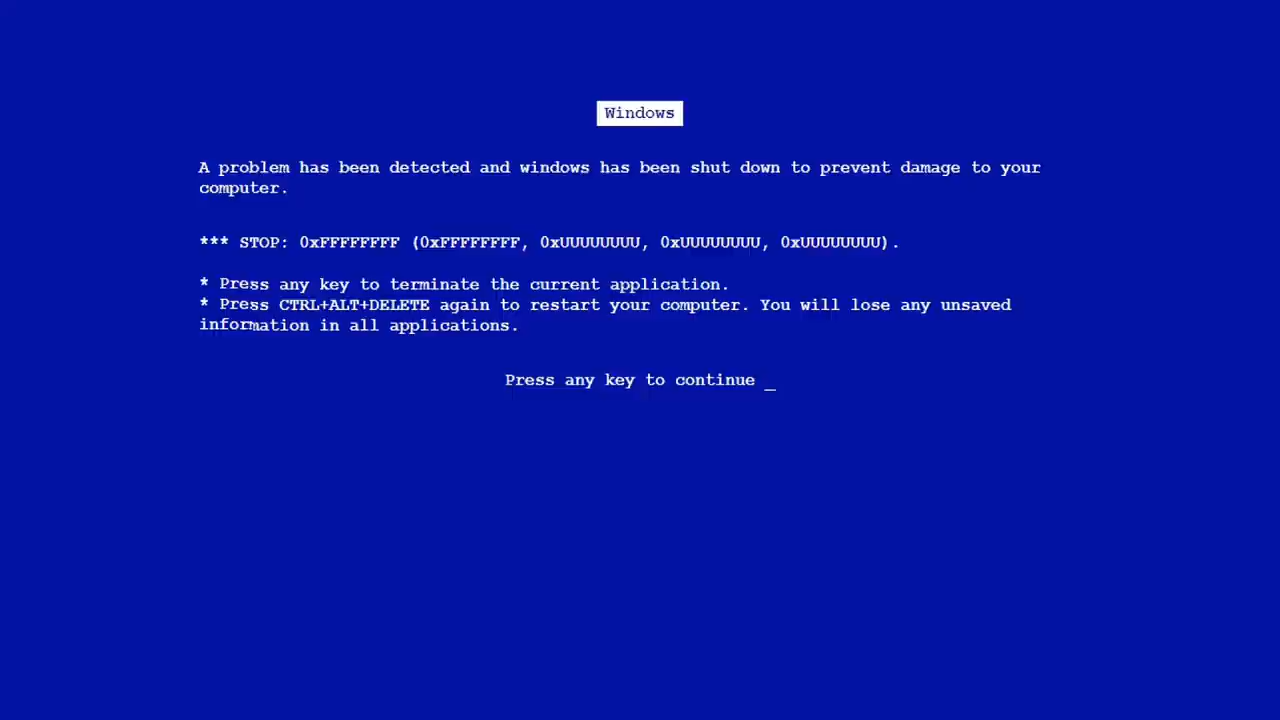 Windows
A problem has been detected and windows has been shut down to prevent damage to your
computer.
*** STOP: 0xFFFFFFFF (0xFFFFFFFF, 0xUUUUUUUU, 0xUUUUUUUU, 0xUUUUUUUU).
* Press any key to terminate the current application.
* Press CTRL+ALT+DELETE again to restart your computer. You will lose any unsaved
information in all applications.
Press any key to continue _